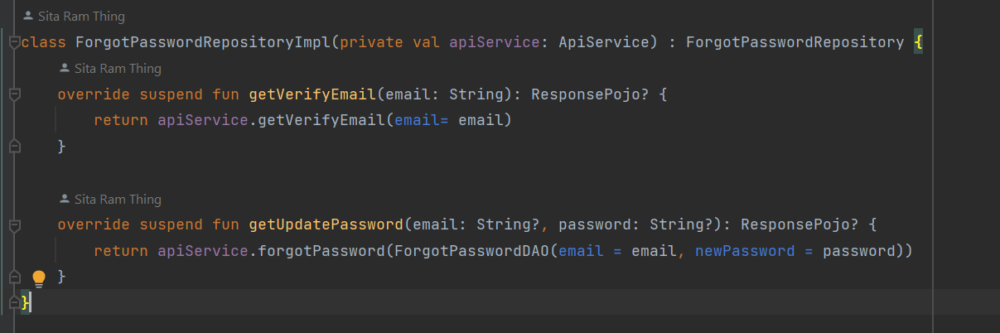 Sita Ram Thing
class ForgotPasswordRepositoryImpl(private val apiService: ApiService) : ForgotPasswordRepository {
Sita Ram Thing
override suspend fun getVerifyEmail(email: String): ResponsePojo? {
return apiService.getVerifyEmail(email= email)
}
Sita Ram Thing
override suspend fun getUpdatePassword(email: String?, password: String?): ResponsePojo? {
return apiService.forgotPassword(ForgotPasswordDAO(email = email, newPassword = password))
}
}